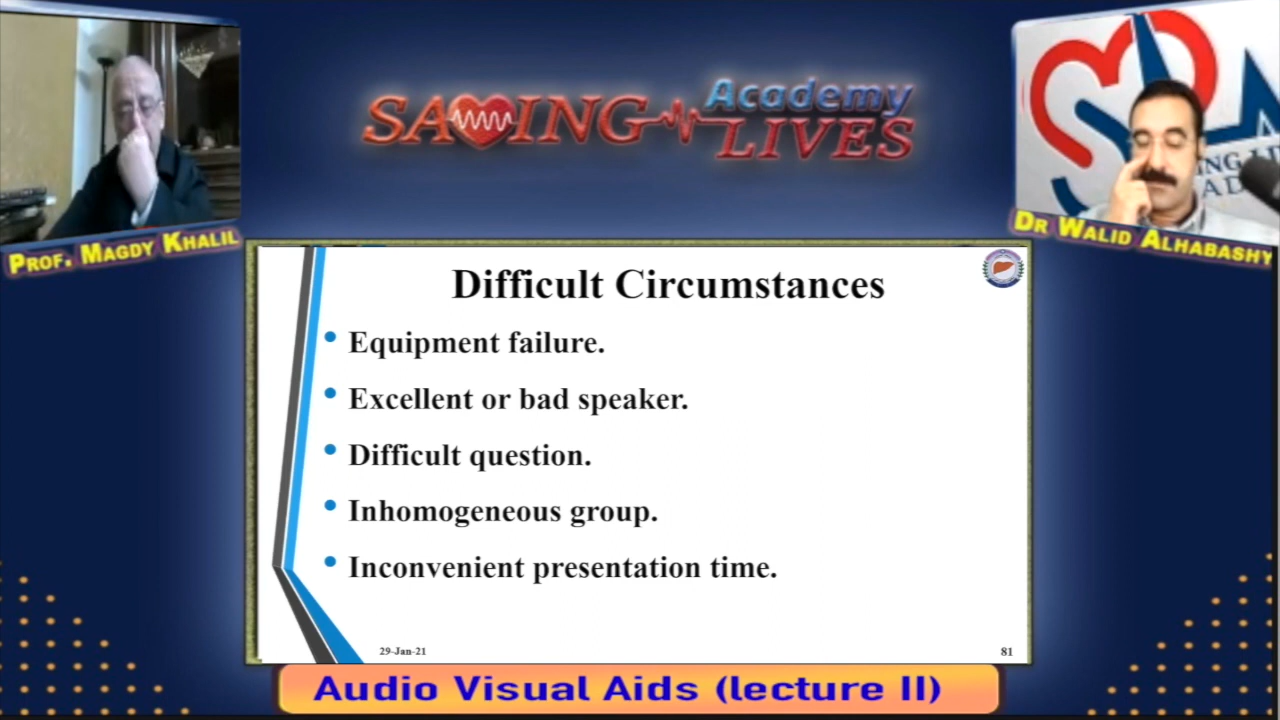 SAVING
Academy
LIVES
PROF. MAGDY KHALIL
DR WALID ALHABASHY
Difficult Circumstances
• Equipment failure.
• Excellent or bad speaker.
• Difficult question.
• Inhomogeneous group.
• Inconvenient presentation time.
29-Jan-21
81
Audio Visual Aids (lecture II)